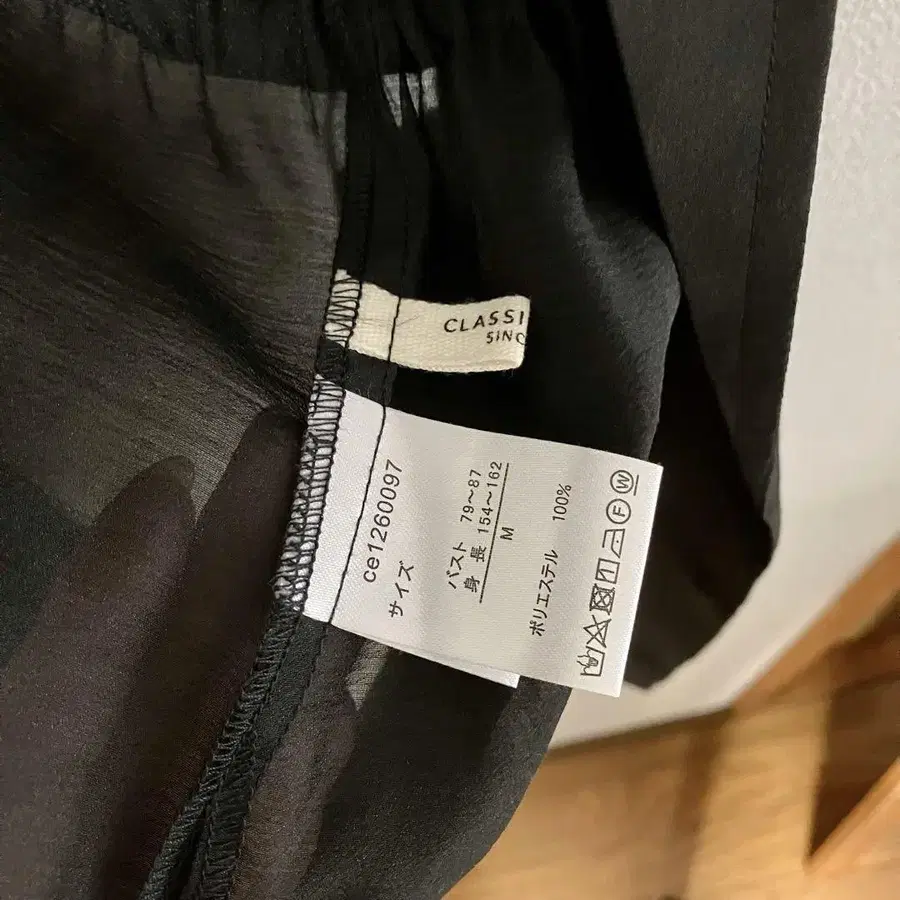 CLASSI
SINC
ce1260097
サイズ
バスト 79～87
身長 154～162
M
ポリエステル 100%
F W